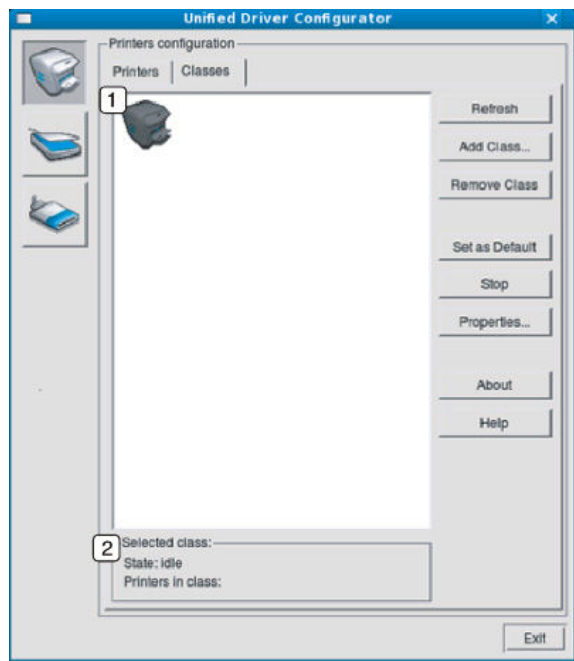 Unified Driver Configurator
Printers configuration
Printers
Classes
1
Refresh
Add Class...
Remove Class
Set as Default
Stop
Properties...
About
Help
2
Selected class:
State: idle
Printers in class:
Exit